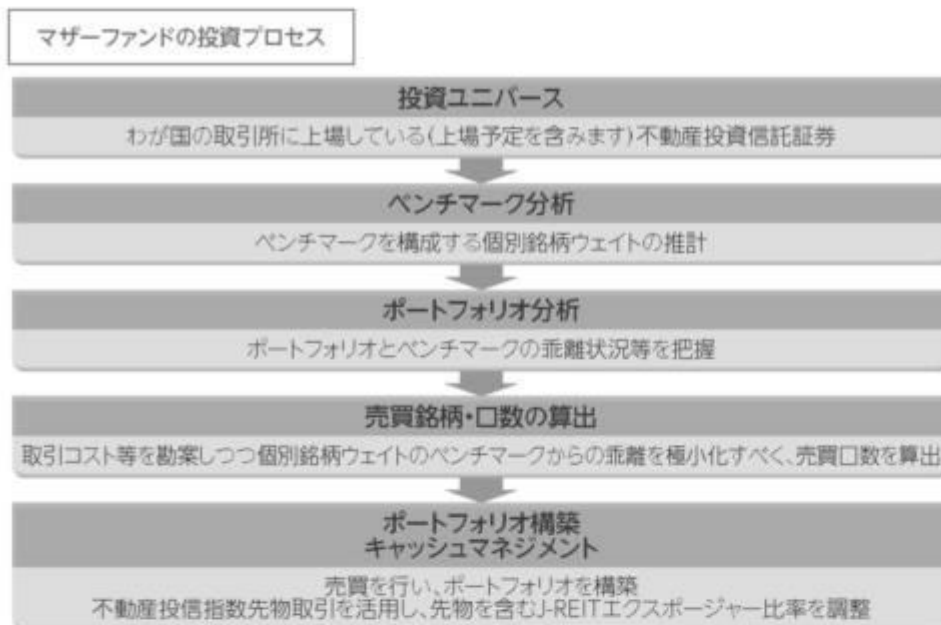 マザーファンドの投資プロセス
投資ユニバース
わが国の取引所に上場している(上場予定を含みます)不動産投資信託証券
ベンチマーク分析
ベンチマークを構成する個別銘柄ウェイトの推計
ポートフォリオ分析
ポートフォリオとベンチマークの乖離状況等を把握
売買銘柄・口数の算出
取引コスト等を勘案しつつ個別銘柄ウェイトのベンチマークからの乖離を極小化すべく、売買口数を算出
ポートフォリオ構築
キャッシュマネジメント
売買を行い、ポートフォリオを構築
不動産投信指数先物取引を活用し、先物を含むJ-REITエクスポージャー比率を調整